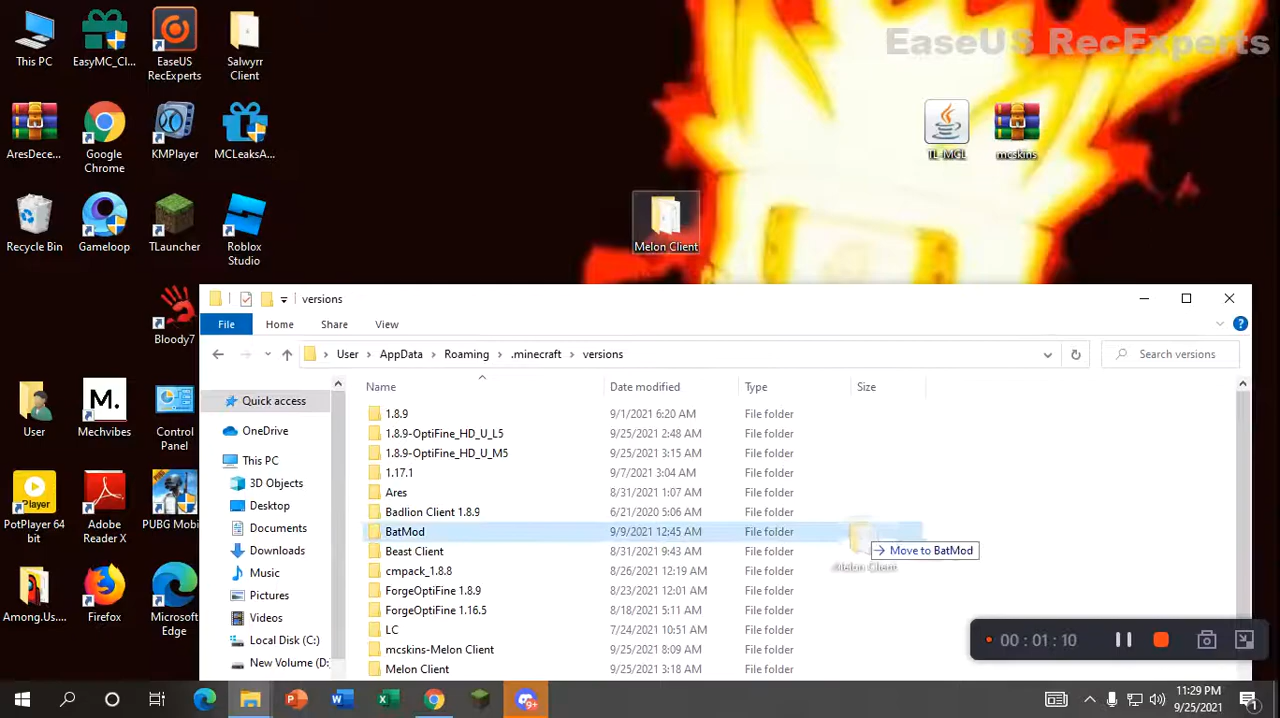 EaseUS RecExperts
This PC
EasyMC_Cl...
EaseUS
RecExperts
Salwyrr
Client
AresDece...
Google
Chrome
KMPlayer
MCLeaksA...
TL_MCL
mcskins
Recycle Bin
Gameloop
TLauncher
Roblox
Studio
Melon Client
Bloody7
User
M.
Mechvibes
Control
Panel
Player
PotPlayer 64
bit
Adobe
Reader X
PUBG Mobi
Among.Us....
Firefox
Microsoft
Edge
versions
File
Home
Share
View
User
AppData
Roaming
.minecraft
versions
Search versions
Name
Date modified
Type
Size
Quick access
OneDrive
This PC
3D Objects
Desktop
Documents
Downloads
Music
Pictures
Videos
Local Disk (C:)
New Volume (D:
1.8.9 9/1/2021 6:20 AM File folder
1.8.9-OptiFine_HD_U_L5 9/25/2021 2:48 AM File folder
1.8.9-OptiFine_HD_U_M5 9/25/2021 3:15 AM File folder
1.17.1 9/7/2021 3:04 AM File folder
Ares 8/31/2021 1:07 AM File folder
Badlion Client 1.8.9 6/21/2020 5:06 AM File folder
BatMod 9/9/2021 12:45 AM File folder
Beast Client 8/31/2021 9:43 AM File folder
cmpack_1.8.8 8/26/2021 12:19 AM File folder
ForgeOptiFine 1.8.9 8/23/2021 12:01 AM File folder
ForgeOptiFine 1.16.5 8/18/2021 5:11 AM File folder
LC 7/24/2021 10:51 AM File folder
mcskins-Melon Client 9/25/2021 8:09 AM File folder
Melon Client 9/25/2021 3:18 AM File folder
Move to BatMod
Melon Client
00 : 01 : 10
9+
11:29 PM
9/25/2021
1